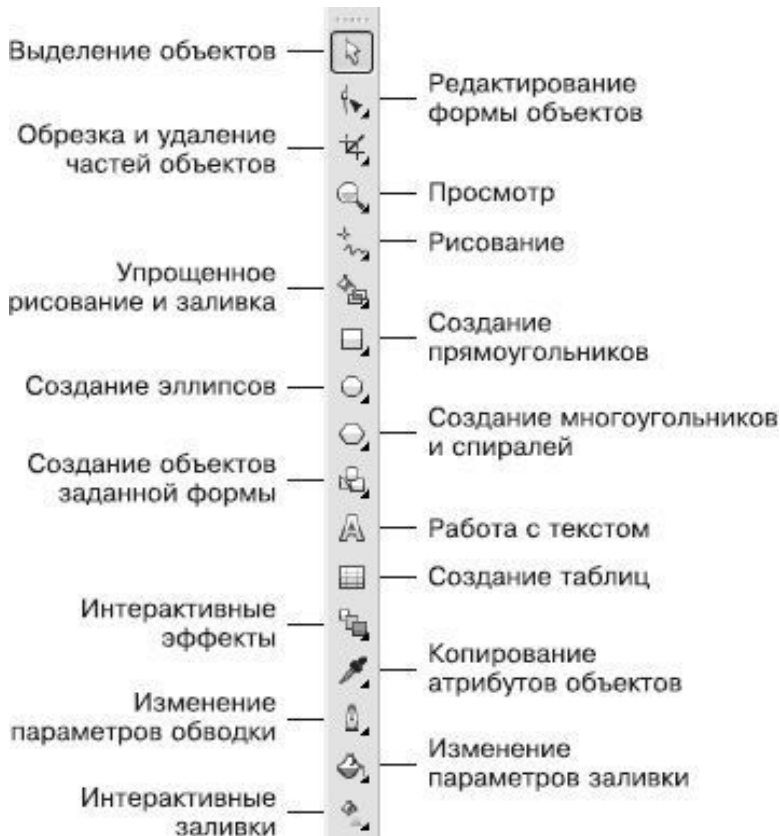 Выделение объектов
Редактирование
формы объектов
Обрезка и удаление
частей объектов
Просмотр
Рисование
Упрощенное
рисование и заливка
Создание
прямоугольников
Создание эллипсов
Создание многоугольников
и спиралей
Создание объектов
заданной формы
Работа с текстом
Создание таблиц
Интерактивные
эффекты
Копирование
атрибутов объектов
Изменение
параметров обводки
Изменение
параметров заливки
Интерактивные
заливки